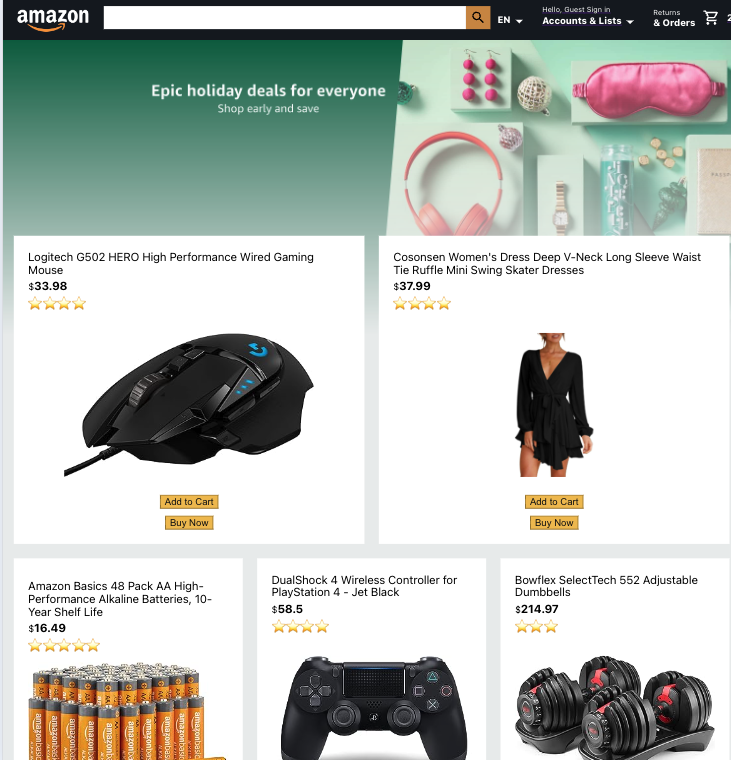 amazon
EN
Hello, Guest Sign in
Accounts & Lists
Returns
& Orders
2
Epic holiday deals for everyone
Shop early and save
Logitech G502 HERO High Performance Wired Gaming
Mouse
$33.98
Cosonsen Women's Dress Deep V-Neck Long Sleeve Waist
Tie Ruffle Mini Swing Skater Dresses
$37.99
Add to Cart
Buy Now
Add to Cart
Buy Now
Amazon Basics 48 Pack AA High-
Performance Alkaline Batteries, 10-
Year Shelf Life
$16.49
DualShock 4 Wireless Controller for
PlayStation 4 - Jet Black
$58.5
Bowflex SelectTech 552 Adjustable
Dumbbells
$214.97